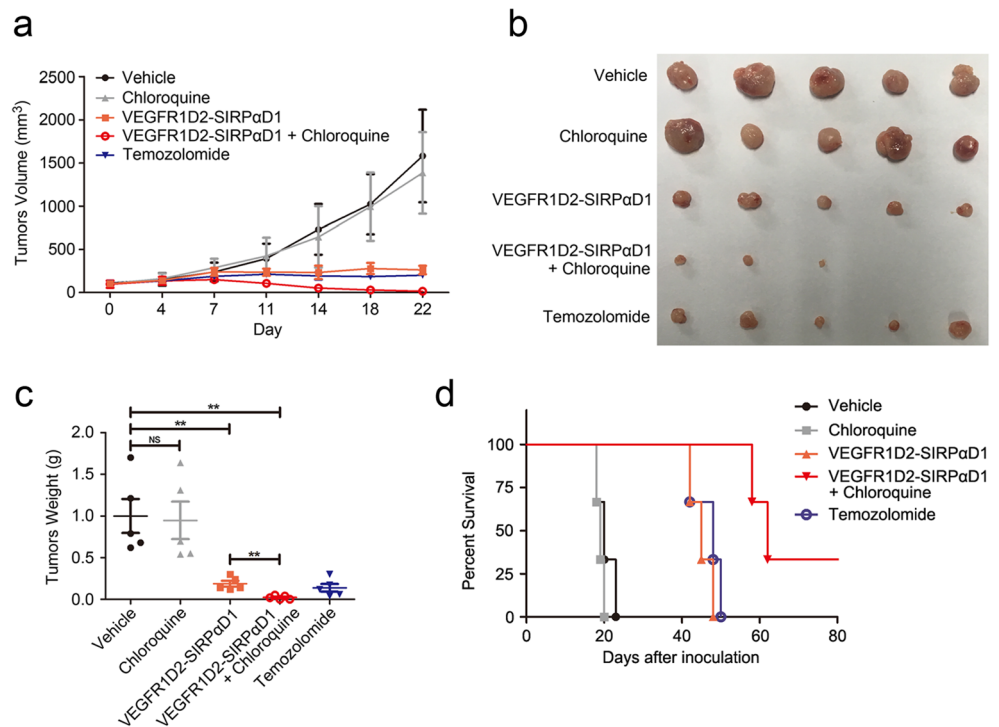 a
2500
2000
1500
1000
500
0
Tumors Volume (mm³)
Vehicle
Chloroquine
VEGFR1D2-SIRPαD1
VEGFR1D2-SIRPαD1 + Chloroquine
Temozolomide
0 4 7 11 14 18 22
Day
b
Vehicle
Chloroquine
VEGFR1D2-SIRPαD1
VEGFR1D2-SIRPαD1
+ Chloroquine
Temozolomide
c
**
**
NS
**
2.0
1.5
1.0
0.5
0.0
Tumors Weight (g)
Vehicle
Chloroquine
VEGFR1D2-SIRPαD1
VEGFR1D2-SIRPαD1
+ Chloroquine
Temozolomide
d
Vehicle
Chloroquine
VEGFR1D2-SIRPαD1
VEGFR1D2-SIRPαD1
+ Chloroquine
Temozolomide
100
75
50
25
0
Percent Survival
0 20 40 60 80
Days after inoculation